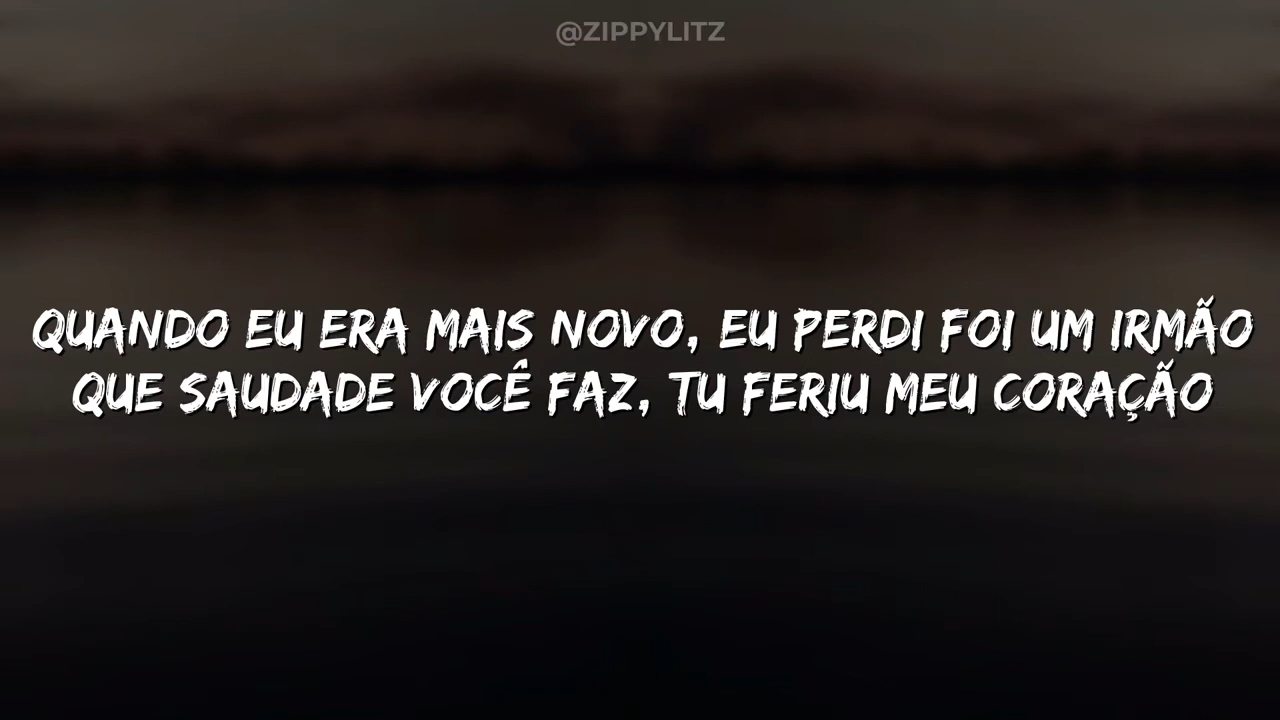 @ZIPPYLITZ
QUANDO EU ERA MAIS NOVO, EU PERDI FOI UM IRMÃO
QUE SAUDADE VOCÊ FAZ, TU FERIU MEU CORAÇÃO